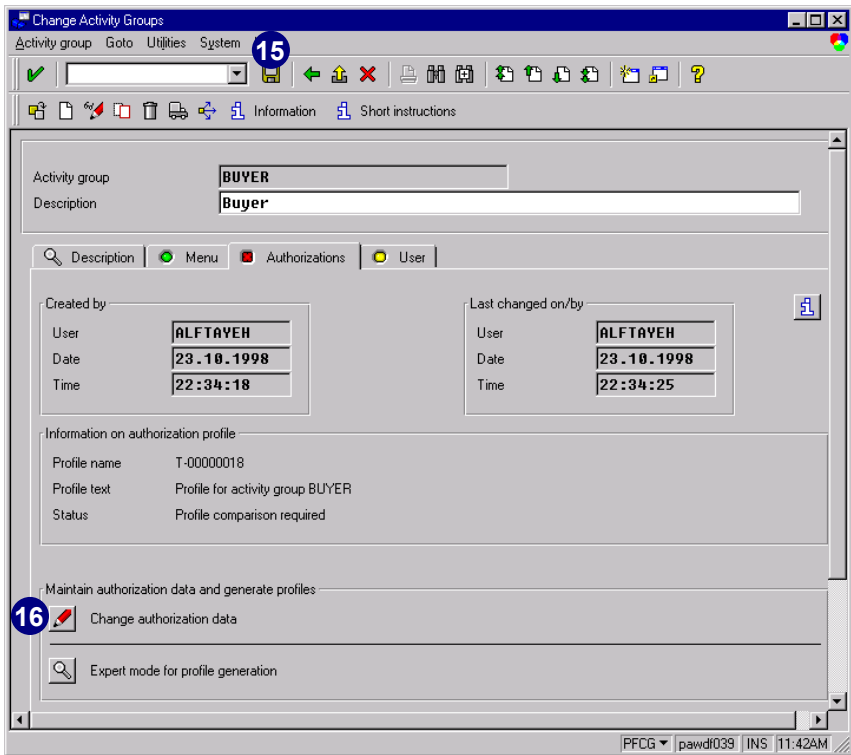 Change Activity Groups
Activity group Goto Utilities System
15
Information Short instructions
Activity group BUYER
Description Buyer
Description Menu Authorizations User
Created by Last changed on/by
User ALFTAYEH User ALFTAYEH
Date 23.10.1998 Date 23.10.1998
Time 22:34:18 Time 22:34:25
Information on authorization profile
Profile name T-00000018
Profile text Profile for activity group BUYER
Status Profile comparison required
Maintain authorization data and generate profiles
16 Change authorization data
Expert mode for profile generation
PFCG pawdf039 INS 11:42AM